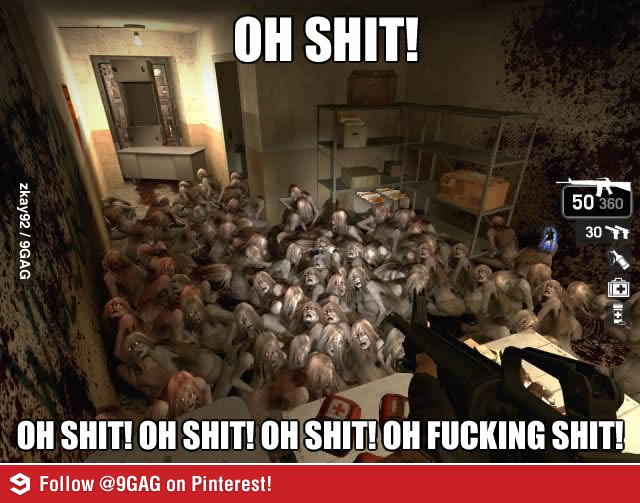 OH SHIT!
zkay92 / 9GAG
50 360
30
OH SHIT! OH SHIT! OH SHIT! OH FUCKING SHIT!
Follow @9GAG on Pinterest!